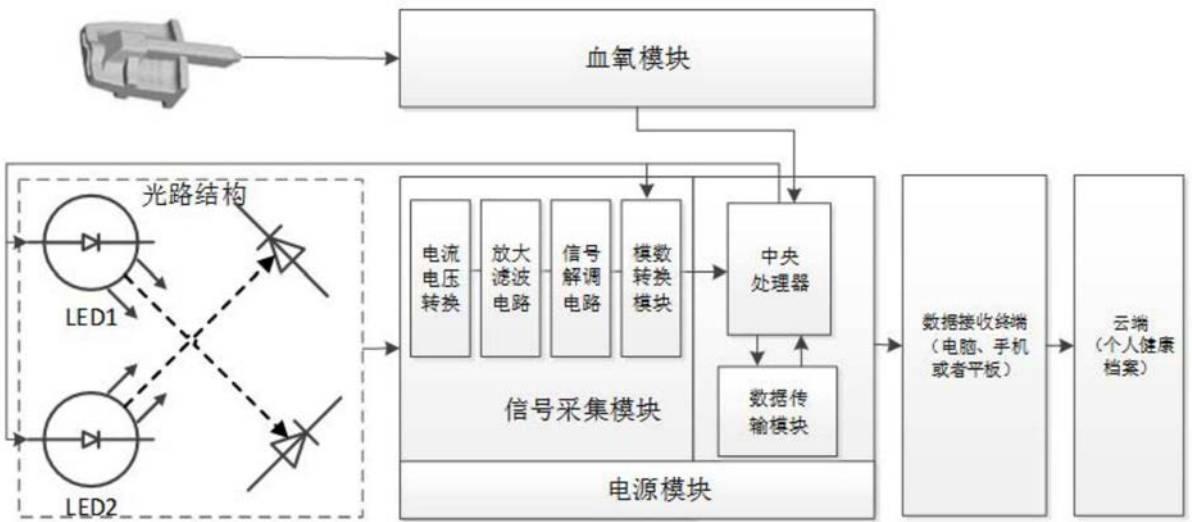 血氧模块
光路结构
LED1
LED2
电流
电压
转换
放大
滤波
电路
信号
解调
电路
模数
转换
模块
信号采集模块
中央
处理器
数据传
输模块
电源模块
数据接收终端
（电脑、手机
或者平板）
云端
（个人健康
档案）